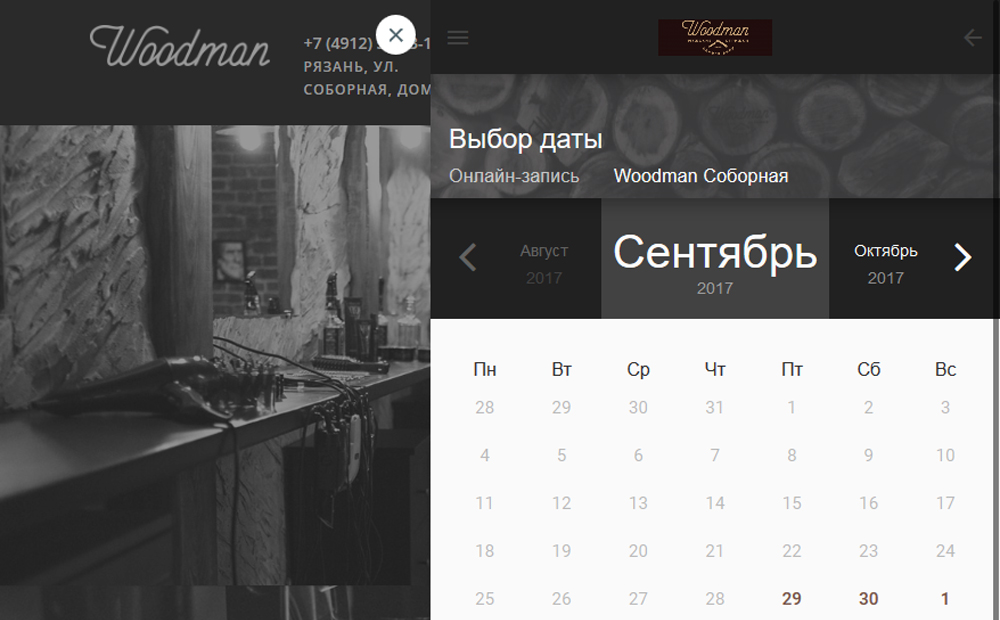 Woodman
+7 (4912)
РЯЗАНЬ, УЛ.
СОБОРНАЯ, ДОМ
Woodman
Выбор даты
Онлайн-запись Woodman Соборная
Август Сентябрь Октябрь
2017 2017 2017
Пн Вт Ср Чт Пт Сб Вс
28 29 30 31 1 2 3
4 5 6 7 8 9 10
11 12 13 14 15 16 17
18 19 20 21 22 23 24
25 26 27 28 29 30 1